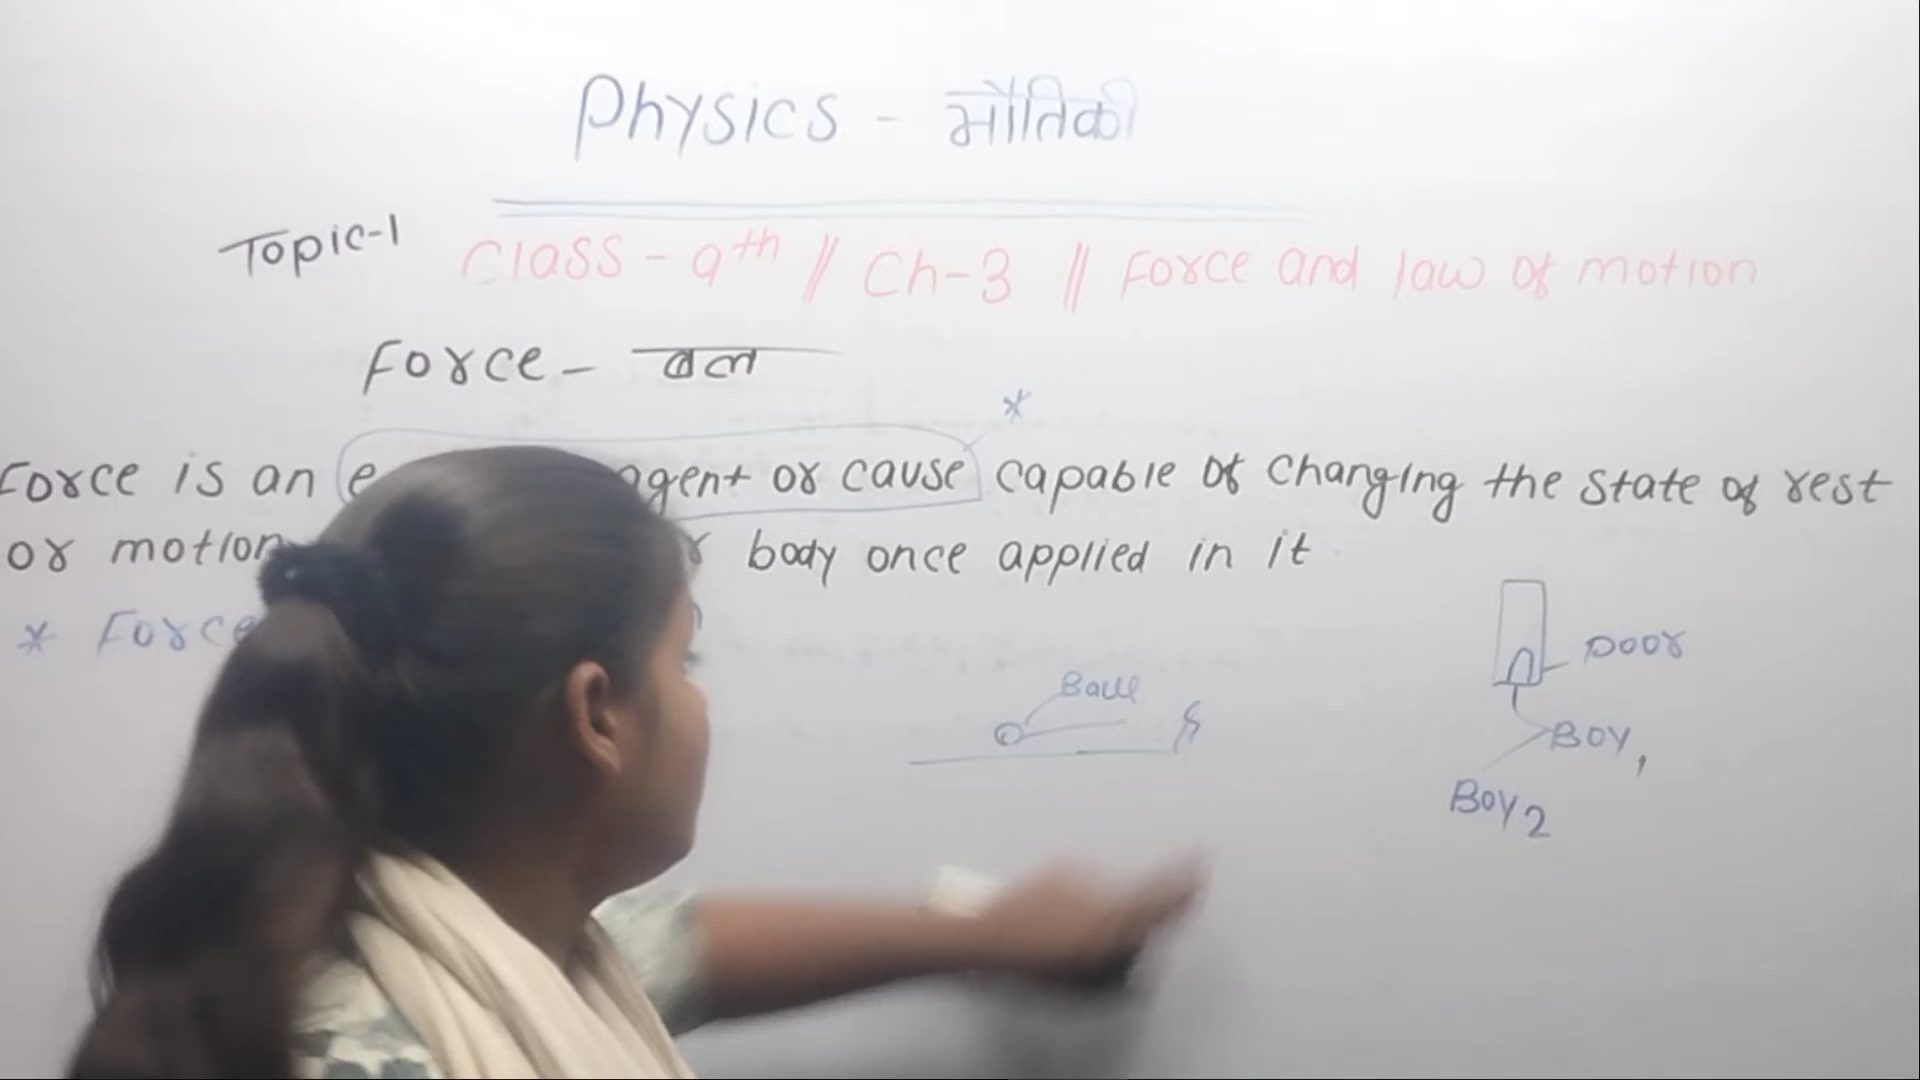 Physics - भौतिकी
Topic-1
Class - 9th // Ch-3 // Force and law of motion
Force - बल
*
Force is an agent or cause capable of changing the state of rest
or motion body once applied in it
* Force
Ball
Door
Boy,
Boy2